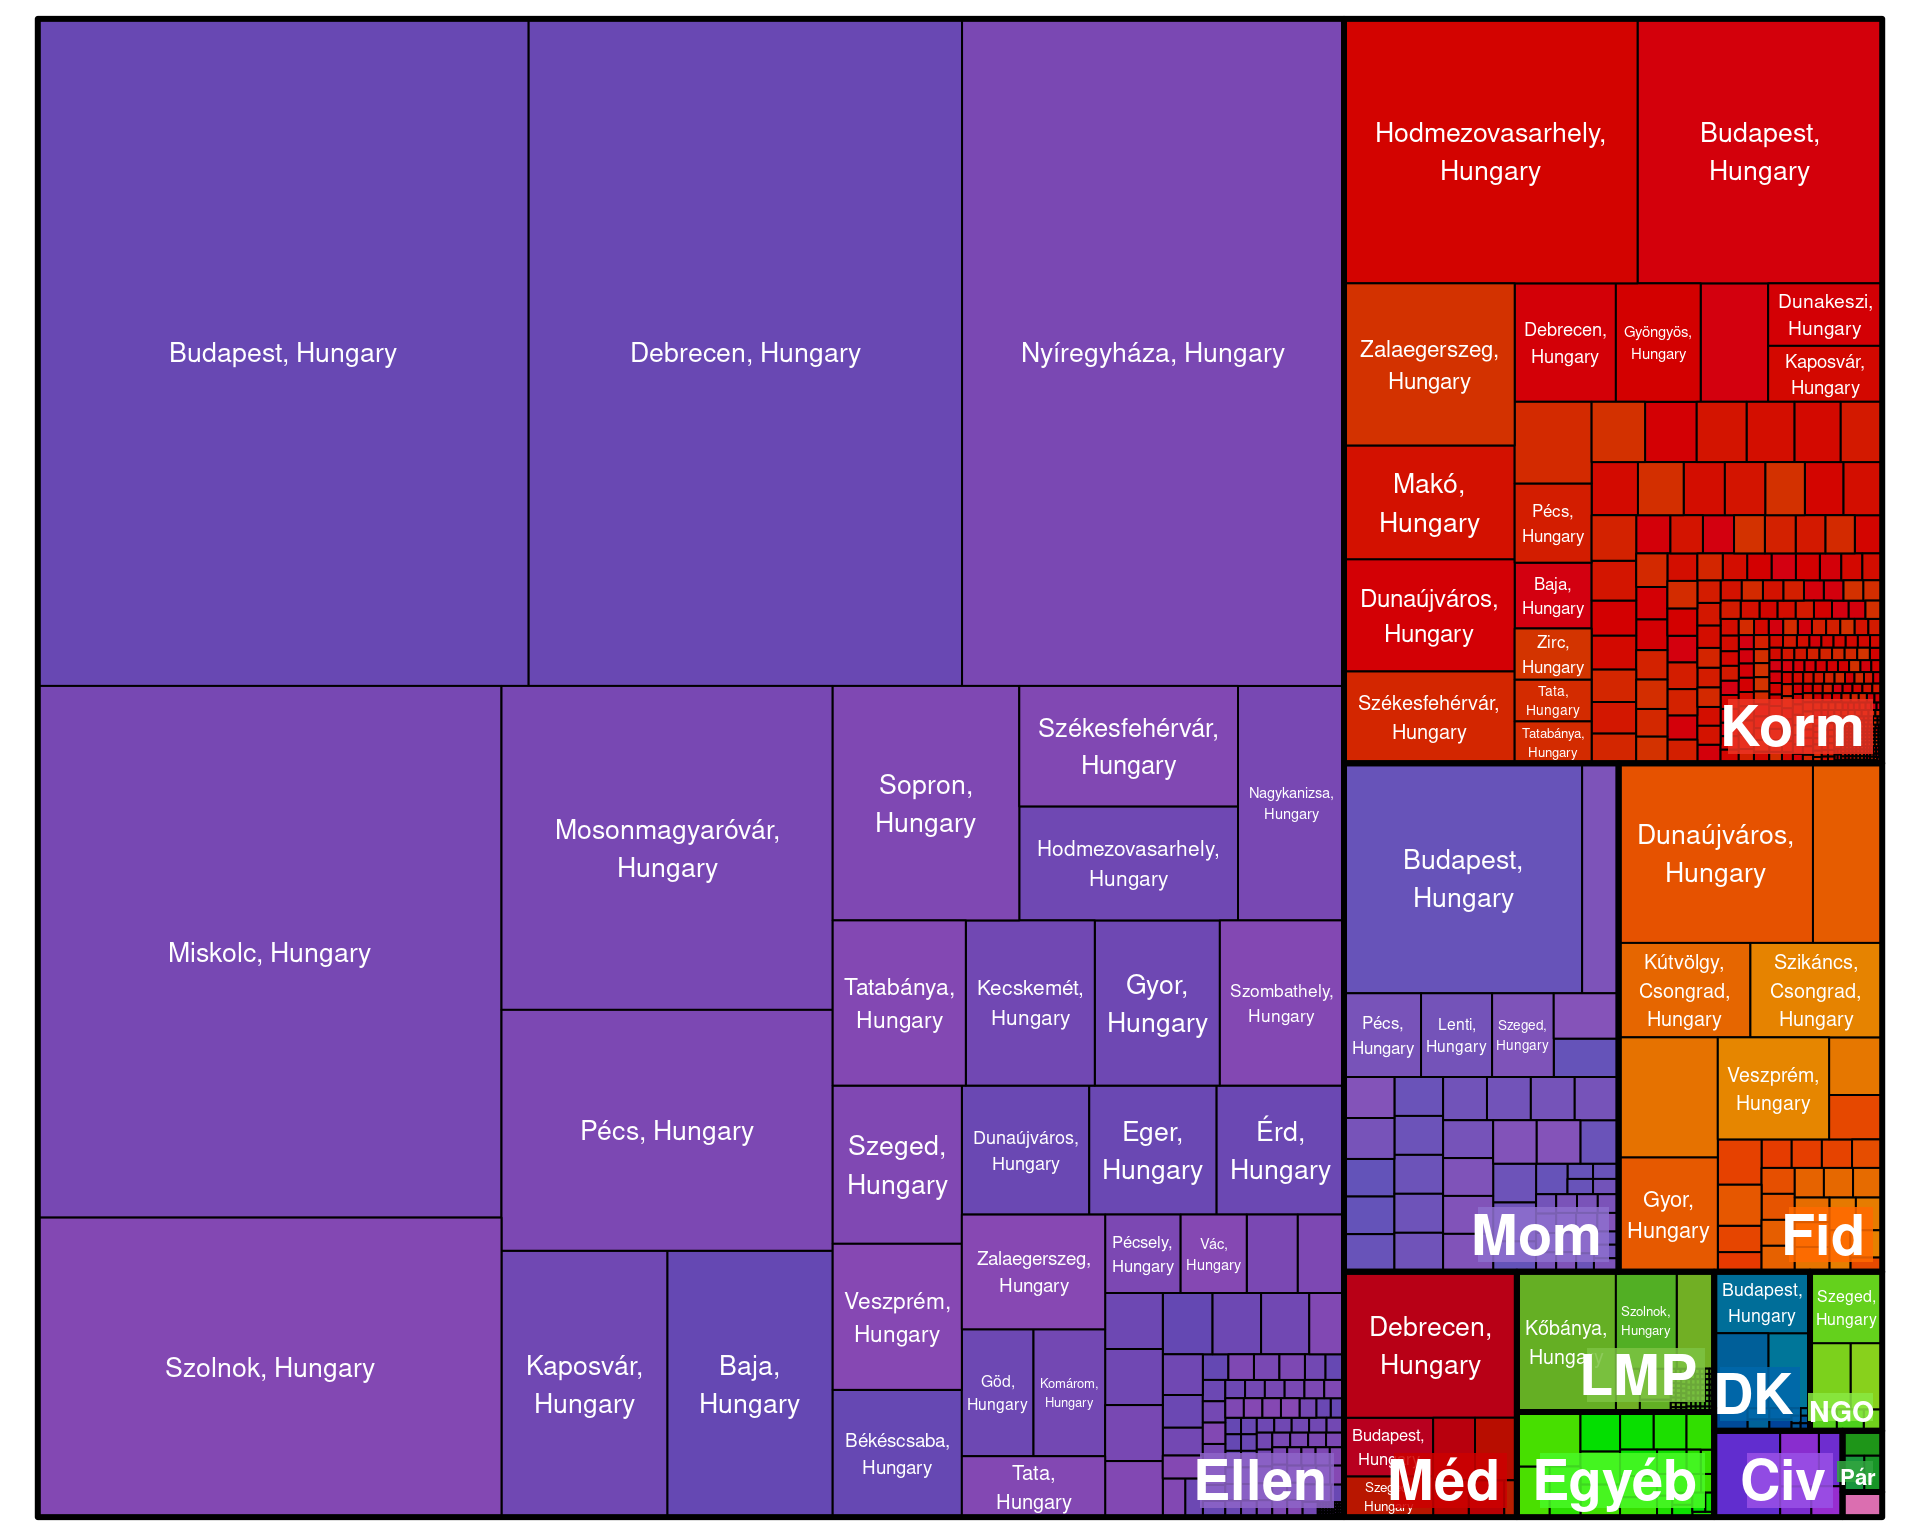 Budapest, Hungary
Debrecen, Hungary
Nyíregyháza, Hungary
Miskolc, Hungary
Szolnok, Hungary
Mosonmagyaróvár,
Hungary
Pécs, Hungary
Kaposvár,
Hungary
Baja,
Hungary
Sopron,
Hungary
Székesfehérvár,
Hungary
Hodmezovasarhely,
Hungary
Nagykanizsa,
Hungary
Tatabánya,
Hungary
Kecskemét,
Hungary
Gyor,
Hungary
Szombathely,
Hungary
Szeged,
Hungary
Dunaújváros,
Hungary
Eger,
Hungary
Érd,
Hungary
Veszprém,
Hungary
Békéscsaba,
Hungary
Zalaegerszeg,
Hungary
Göd,
Hungary
Komárom,
Hungary
Tata,
Hungary
Pécsely,
Hungary
Vác,
Hungary
Ellen
Hodmezovasarhely,
Hungary
Budapest,
Hungary
Zalaegerszeg,
Hungary
Makó,
Hungary
Dunaújváros,
Hungary
Székesfehérvár,
Hungary
Debrecen,
Hungary
Gyöngyös,
Hungary
Dunakeszi,
Hungary
Kaposvár,
Hungary
Pécs,
Hungary
Baja,
Hungary
Zirc,
Hungary
Tata,
Hungary
Tatabánya,
Hungary
Korm
Budapest,
Hungary
Pécs,
Hungary
Lenti,
Hungary
Szeged,
Hungary
Mom
Dunaújváros,
Hungary
Kútvölgy,
Csongrad,
Hungary
Szikáncs,
Csongrad,
Hungary
Veszprém,
Hungary
Gyor,
Hungary
Fid
Debrecen,
Hungary
Budapest,
Hungary
Szeged,
Hungary
Méd
Kőbánya,
Hungary
Szolnok,
Hungary
LMP
Budapest,
Hungary
DK
Szeged,
Hungary
NGO
Egyéb
Civ
Pár